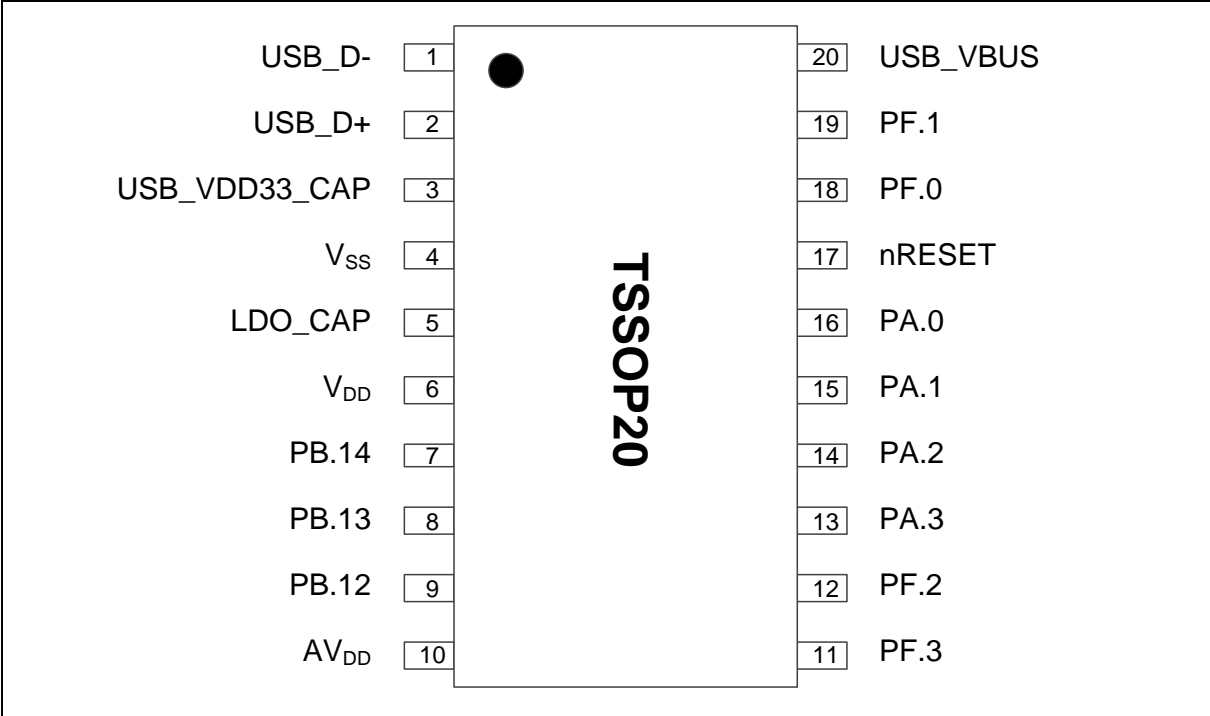 USB_D- 1 20 USB_VBUS
USB_D+ 2 19 PF.1
USB_VDD33_CAP 3 18 PF.0
VSS 4 17 nRESET
LDO_CAP 5 16 PA.0
VDD 6 15 PA.1
PB.14 7 14 PA.2
PB.13 8 13 PA.3
PB.12 9 12 PF.2
AVDD 10 11 PF.3
TSSOP20